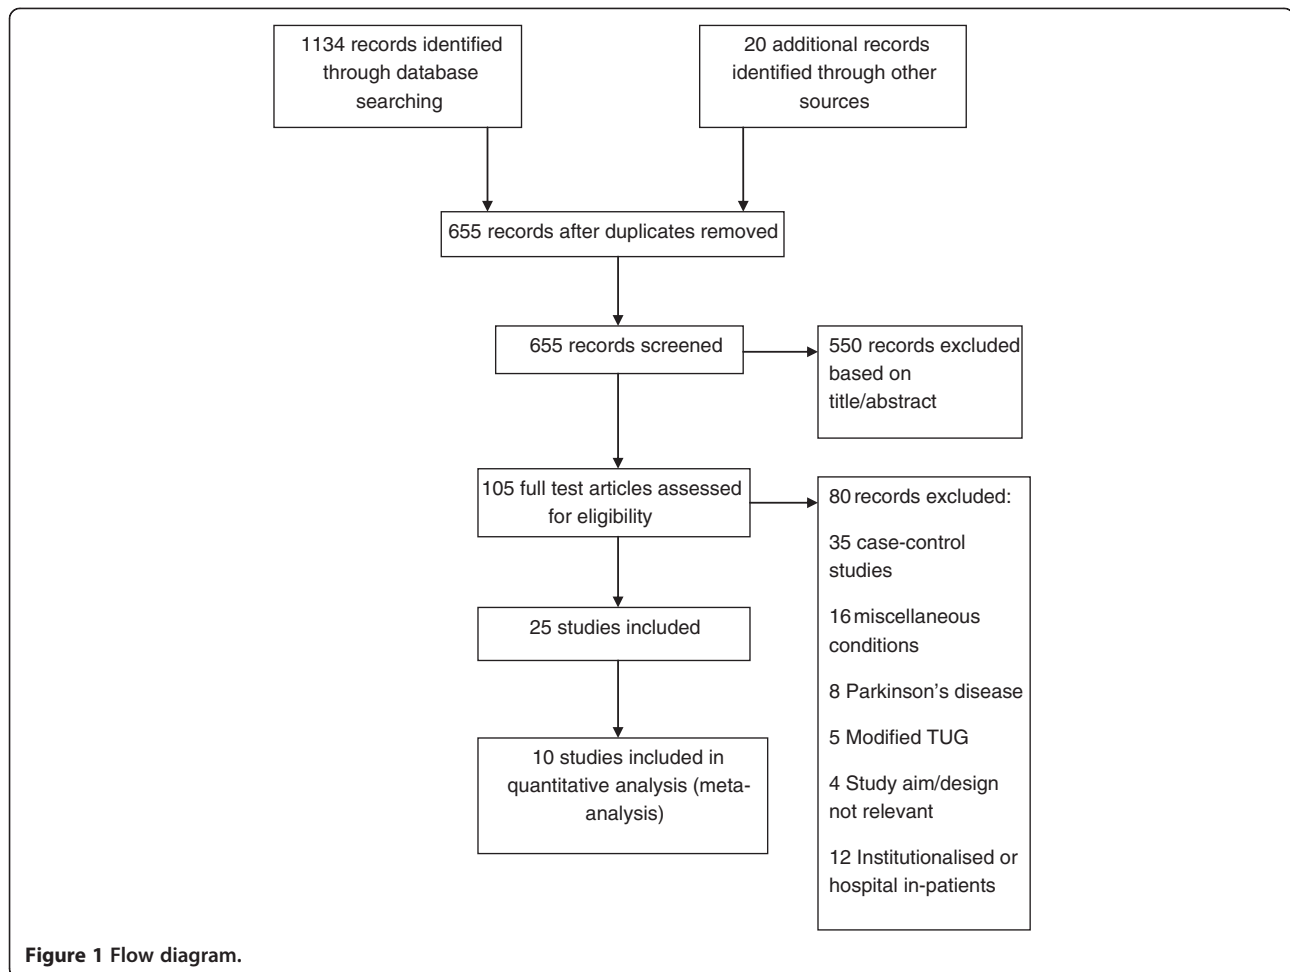 1134 records identified
through database
searching
20 additional records
identified through other
sources
655 records after duplicates removed
655 records screened
550 records excluded
based on
title/abstract
105 full test articles assessed
for eligibility
80 records excluded:
35 case-control
studies
16 miscellaneous
conditions
8 Parkinson's disease
5 Modified TUG
4 Study aim/design
not relevant
12 Institutionalised or
hospital in-patients
25 studies included
10 studies included in
quantitative analysis (meta-
analysis)
Figure 1 Flow diagram.